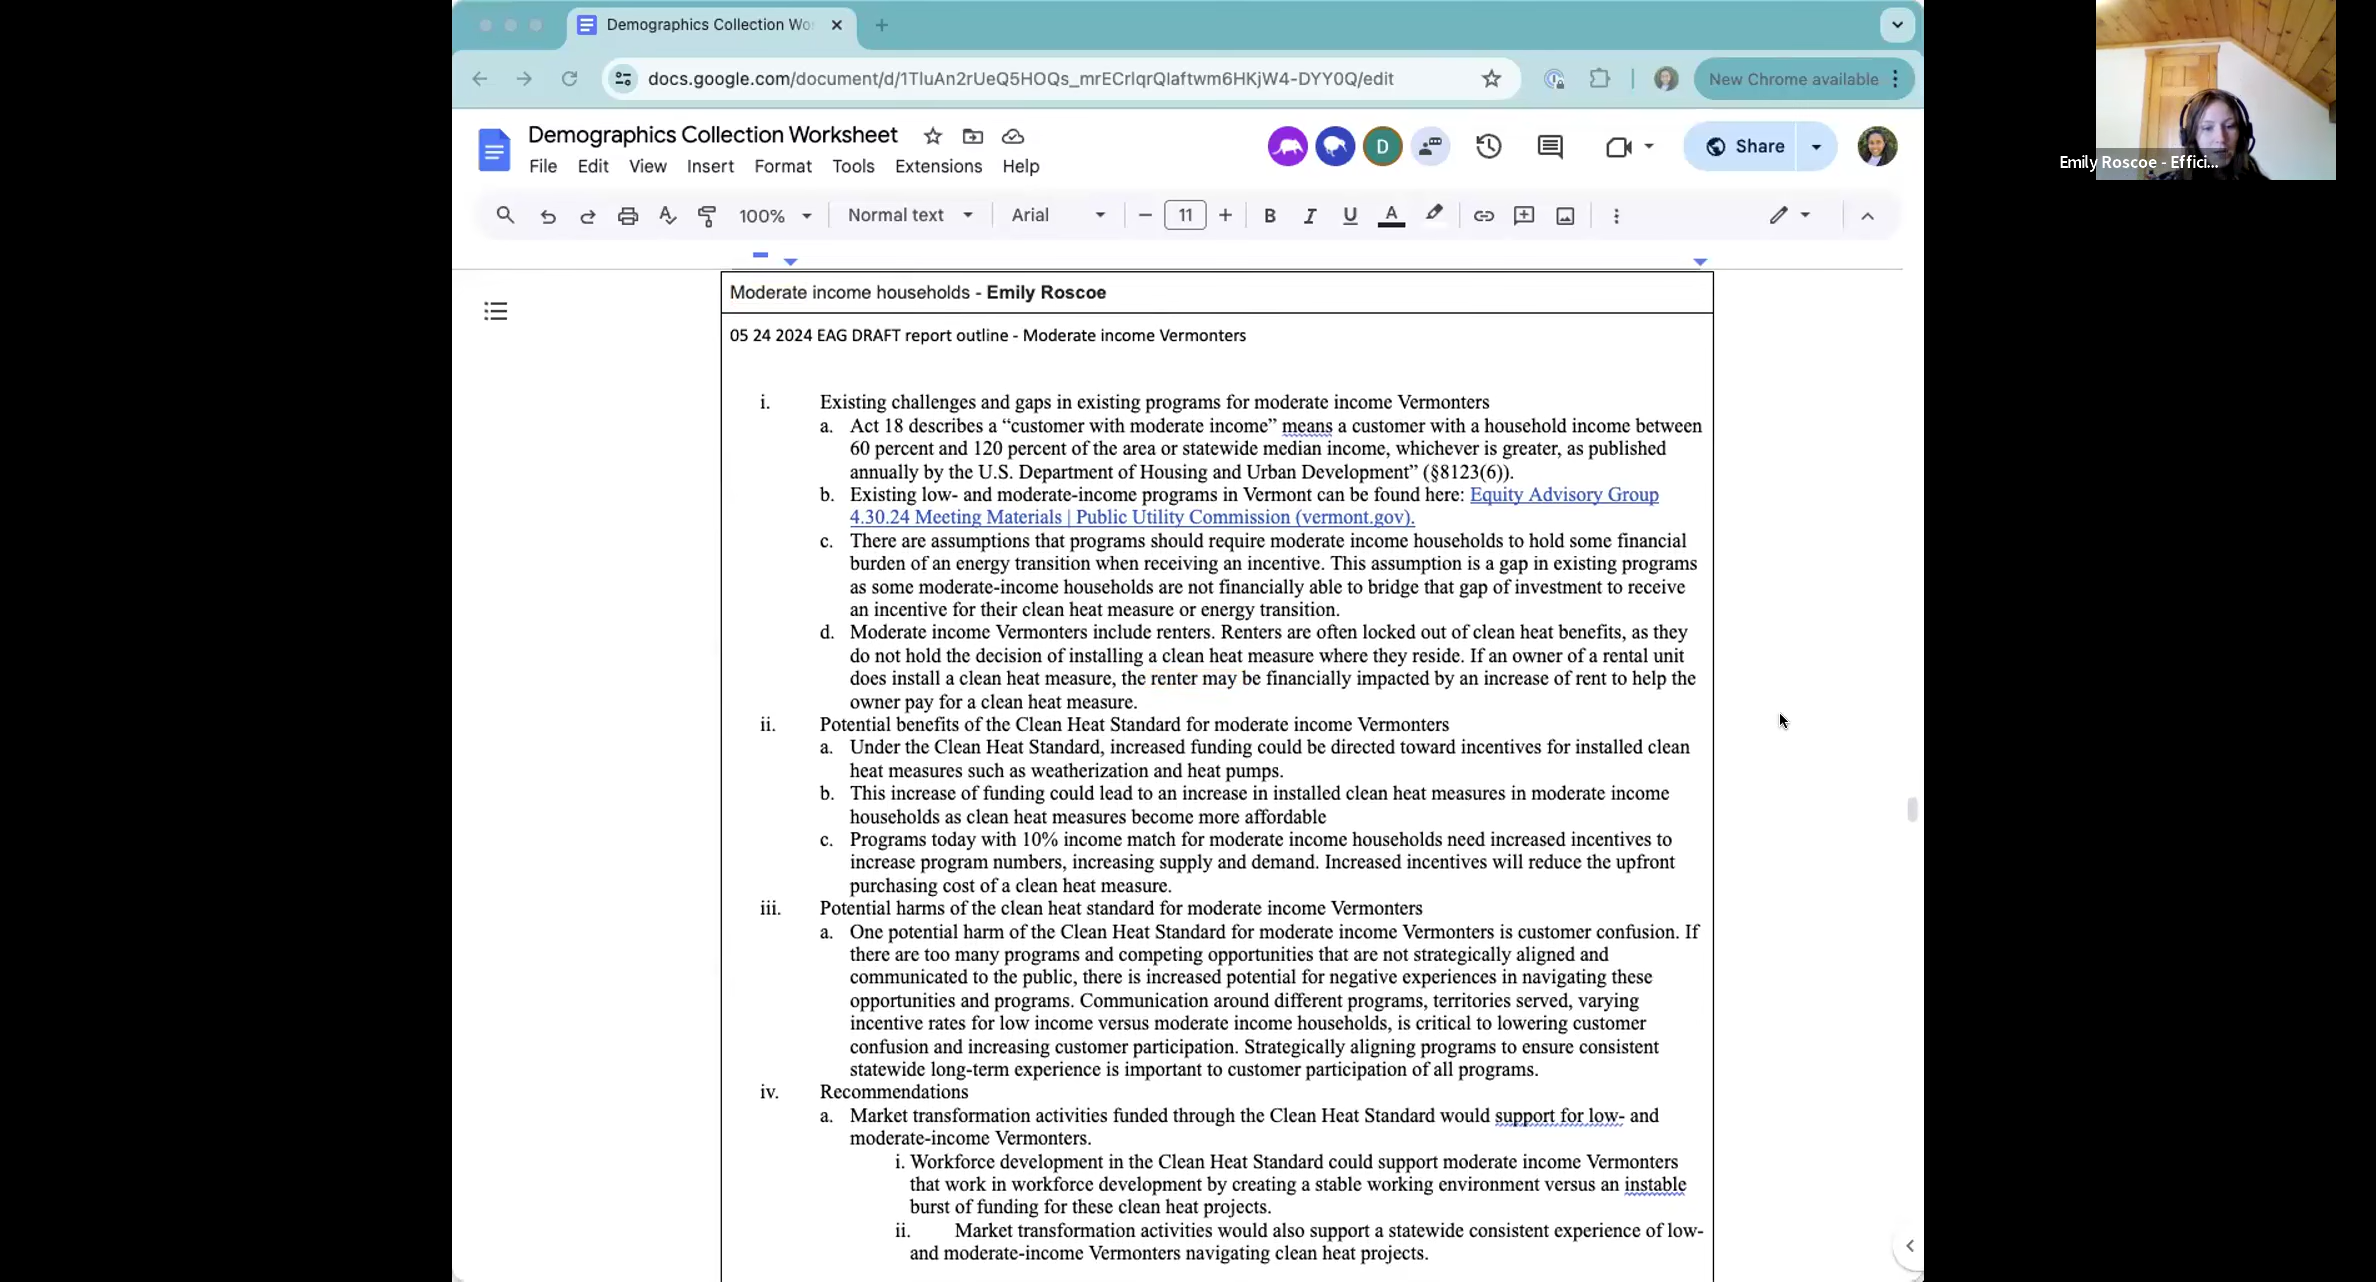 Demographics Collection Wo
docs.google.com/document/d/1TluAn2rUeQ5HOQs_mrECrlqrQlaftwm6HKjW4-DYY0Q/edit
New Chrome available
Emily Roscoe - Effici...
Demographics Collection Worksheet
D
Share
File Edit View Insert Format Tools Extensions Help
100% Normal text Arial 11 B I U A
Moderate income households - Emily Roscoe
05 24 2024 EAG DRAFT report outline - Moderate income Vermonters
i. Existing challenges and gaps in existing programs for moderate income Vermonters
a. Act 18 describes a “customer with moderate income” means a customer with a household income between
60 percent and 120 percent of the area or statewide median income, whichever is greater, as published
annually by the U.S. Department of Housing and Urban Development” (§8123(6)).
b. Existing low- and moderate-income programs in Vermont can be found here: Equity Advisory Group
4.30.24 Meeting Materials | Public Utility Commission (vermont.gov).
c. There are assumptions that programs should require moderate income households to hold some financial
burden of an energy transition when receiving an incentive. This assumption is a gap in existing programs
as some moderate-income households are not financially able to bridge that gap of investment to receive
an incentive for their clean heat measure or energy transition.
d. Moderate income Vermonters include renters. Renters are often locked out of clean heat benefits, as they
do not hold the decision of installing a clean heat measure where they reside. If an owner of a rental unit
does install a clean heat measure, the renter may be financially impacted by an increase of rent to help the
owner pay for a clean heat measure.
ii. Potential benefits of the Clean Heat Standard for moderate income Vermonters
a. Under the Clean Heat Standard, increased funding could be directed toward incentives for installed clean
heat measures such as weatherization and heat pumps.
b. This increase of funding could lead to an increase in installed clean heat measures in moderate income
households as clean heat measures become more affordable
c. Programs today with 10% income match for moderate income households need increased incentives to
increase program numbers, increasing supply and demand. Increased incentives will reduce the upfront
purchasing cost of a clean heat measure.
iii. Potential harms of the clean heat standard for moderate income Vermonters
a. One potential harm of the Clean Heat Standard for moderate income Vermonters is customer confusion. If
there are too many programs and competing opportunities that are not strategically aligned and
communicated to the public, there is increased potential for negative experiences in navigating these
opportunities and programs. Communication around different programs, territories served, varying
incentive rates for low income versus moderate income households, is critical to lowering customer
confusion and increasing customer participation. Strategically aligning programs to ensure consistent
statewide long-term experience is important to customer participation of all programs.
iv. Recommendations
a. Market transformation activities funded through the Clean Heat Standard would support for low- and
moderate-income Vermonters.
i. Workforce development in the Clean Heat Standard could support moderate income Vermonters
that work in workforce development by creating a stable working environment versus an instable
burst of funding for these clean heat projects.
ii. Market transformation activities would also support a statewide consistent experience of low-
and moderate-income Vermonters navigating clean heat projects.